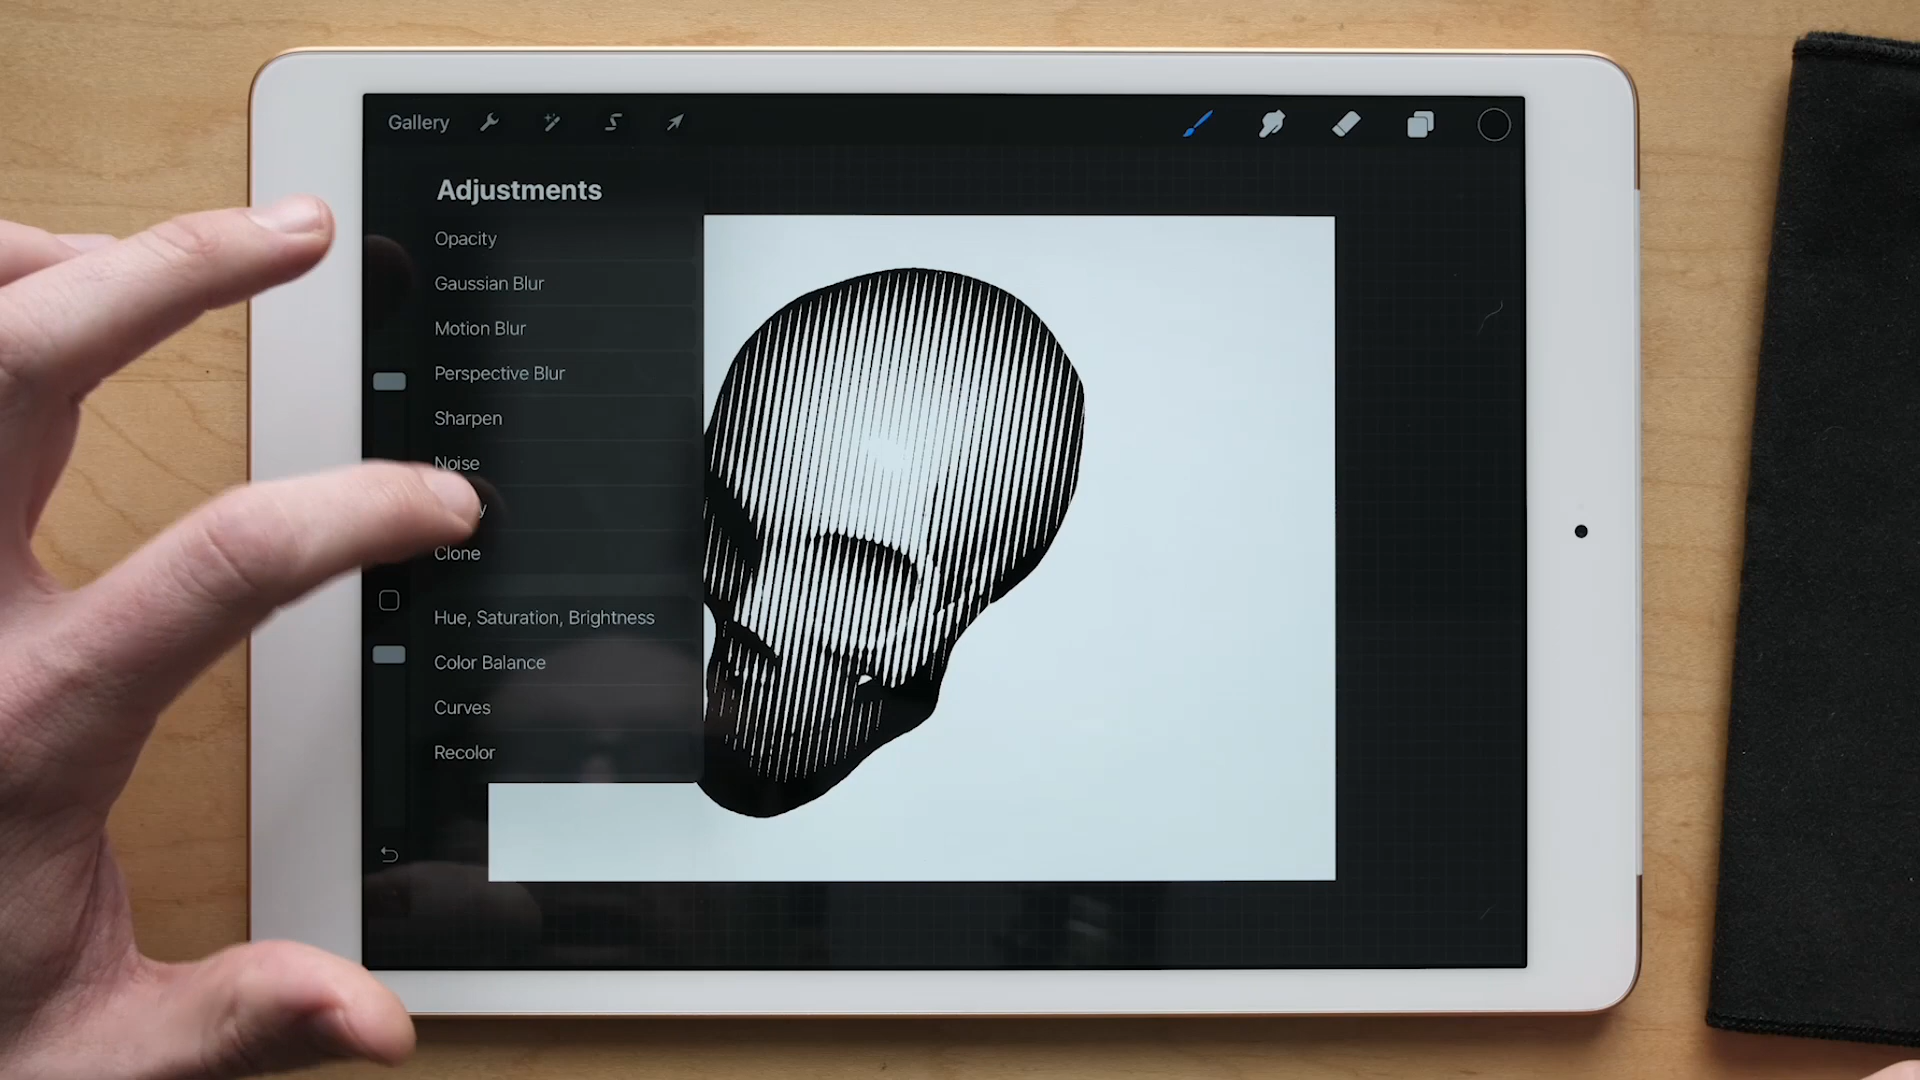 Gallery
Adjustments
Opacity
Gaussian Blur
Motion Blur
Perspective Blur
Sharpen
Noise
Clone
Hue, Saturation, Brightness
Color Balance
Curves
Recolor